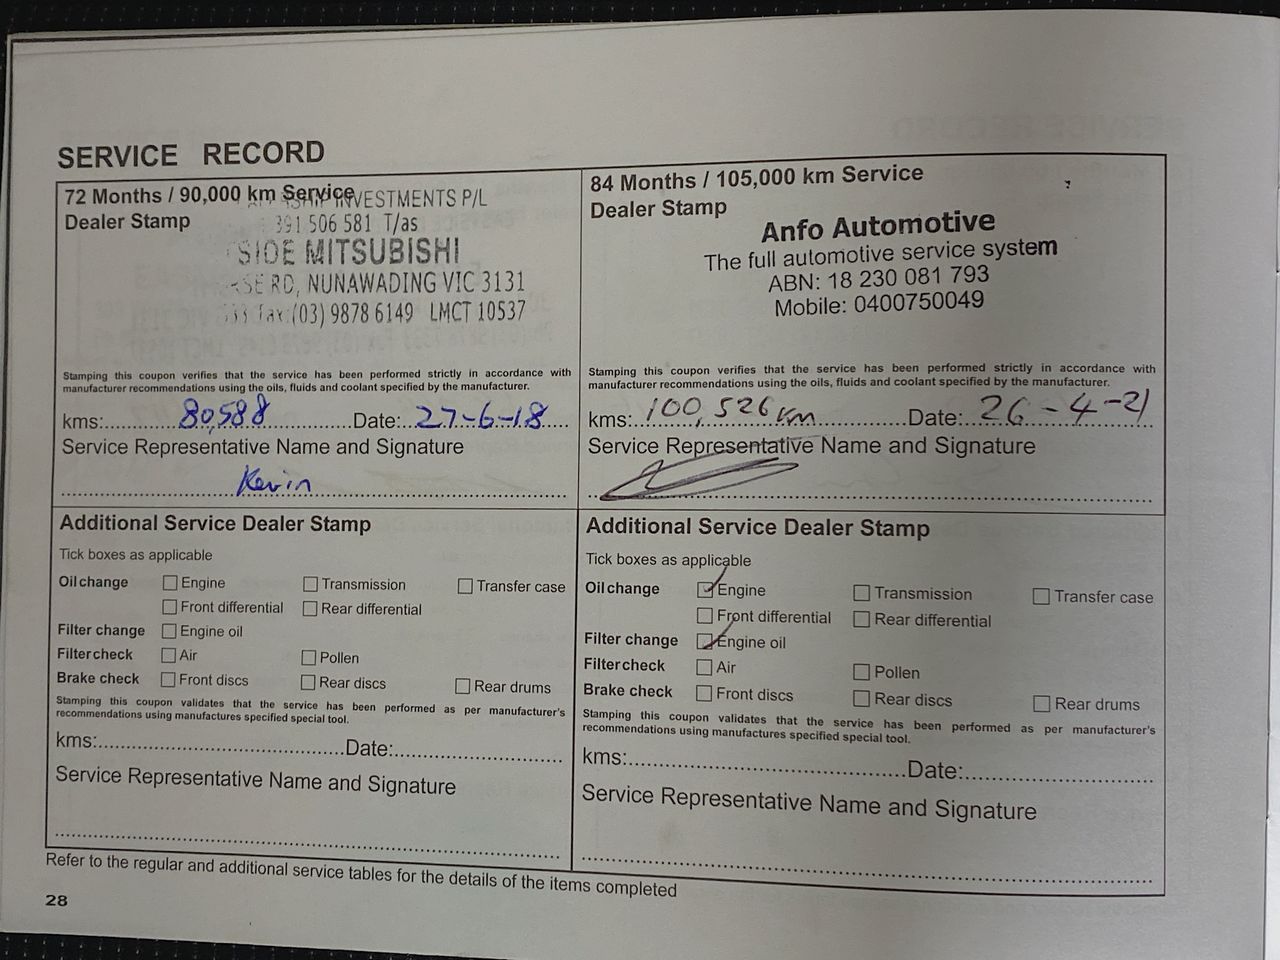 SERVICE RECORD
72 Months / 90,000 km Service
Dealer Stamp
INVESTMENTS P/L
391 506 581 T/as
SIDE MITSUBISHI
RD, NUNAWADING VIC 3131
Fax:(03) 9878 6149 LMCT 10537
Stamping this coupon verifies that the service has been performed strictly in accordance with
manufacturer recommendations using the oils, fluids and coolant specified by the manufacturer.
kms: 80,588 Date: 27-6-18
Service Representative Name and Signature
Kevin
Additional Service Dealer Stamp
Tick boxes as applicable
Oil change Engine Transmission Transfer case
Front differential Rear differential
Filter change Engine oil
Filter check Air Pollen
Brake check Front discs Rear discs Rear drums
Stamping this coupon validates that the service has been performed as per manufacturer's
recommendations using manufactures specified special tool.
kms: Date:
Service Representative Name and Signature
84 Months / 105,000 km Service
Dealer Stamp
Anfo Automotive
The full automotive service system
ABN: 18 230 081 793
Mobile: 0400750049
Stamping this coupon verifies that the service has been performed strictly in accordance with
manufacturer recommendations using the oils, fluids and coolant specified by the manufacturer.
kms: 100,526 km Date: 26-4-21
Service Representative Name and Signature
Additional Service Dealer Stamp
Tick boxes as applicable
Oil change Engine Transmission Transfer case
Front differential Rear differential
Filter change Engine oil
Filter check Air Pollen
Brake check Front discs Rear discs Rear drums
Stamping this coupon validates that the service has been performed as per manufacturer's
recommendations using manufactures specified special tool.
kms: Date:
Service Representative Name and Signature
Refer to the regular and additional service tables for the details of the items completed
28